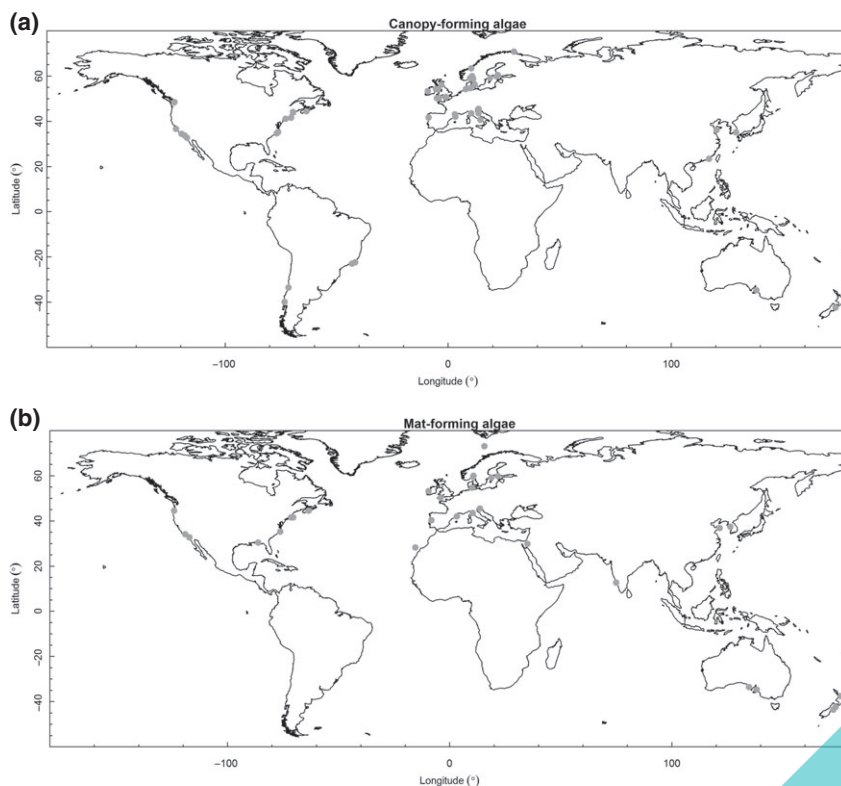 (a)
Canopy-forming algae
60
40
20
0
−20
−40
Latitude (°)
−100
0
100
Longitude (°)
(b)
Mat-forming algae
60
40
20
0
−20
−40
Latitude (°)
−100
0
100
Longitude (°)